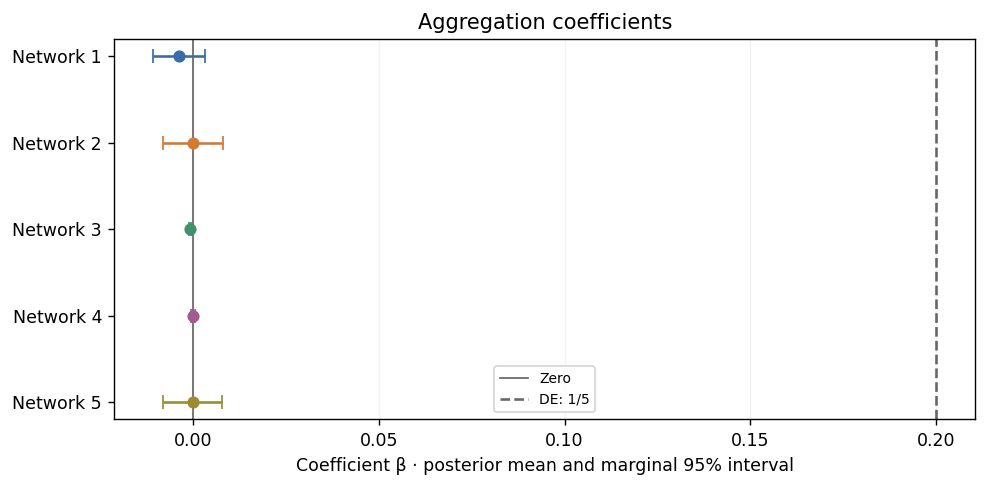 Aggregation coefficients
Network 1
Network 2
Network 3
Network 4
Network 5
Zero
DE: 1/5
0.00 0.05 0.10 0.15 0.20
Coefficient β · posterior mean and marginal 95% interval